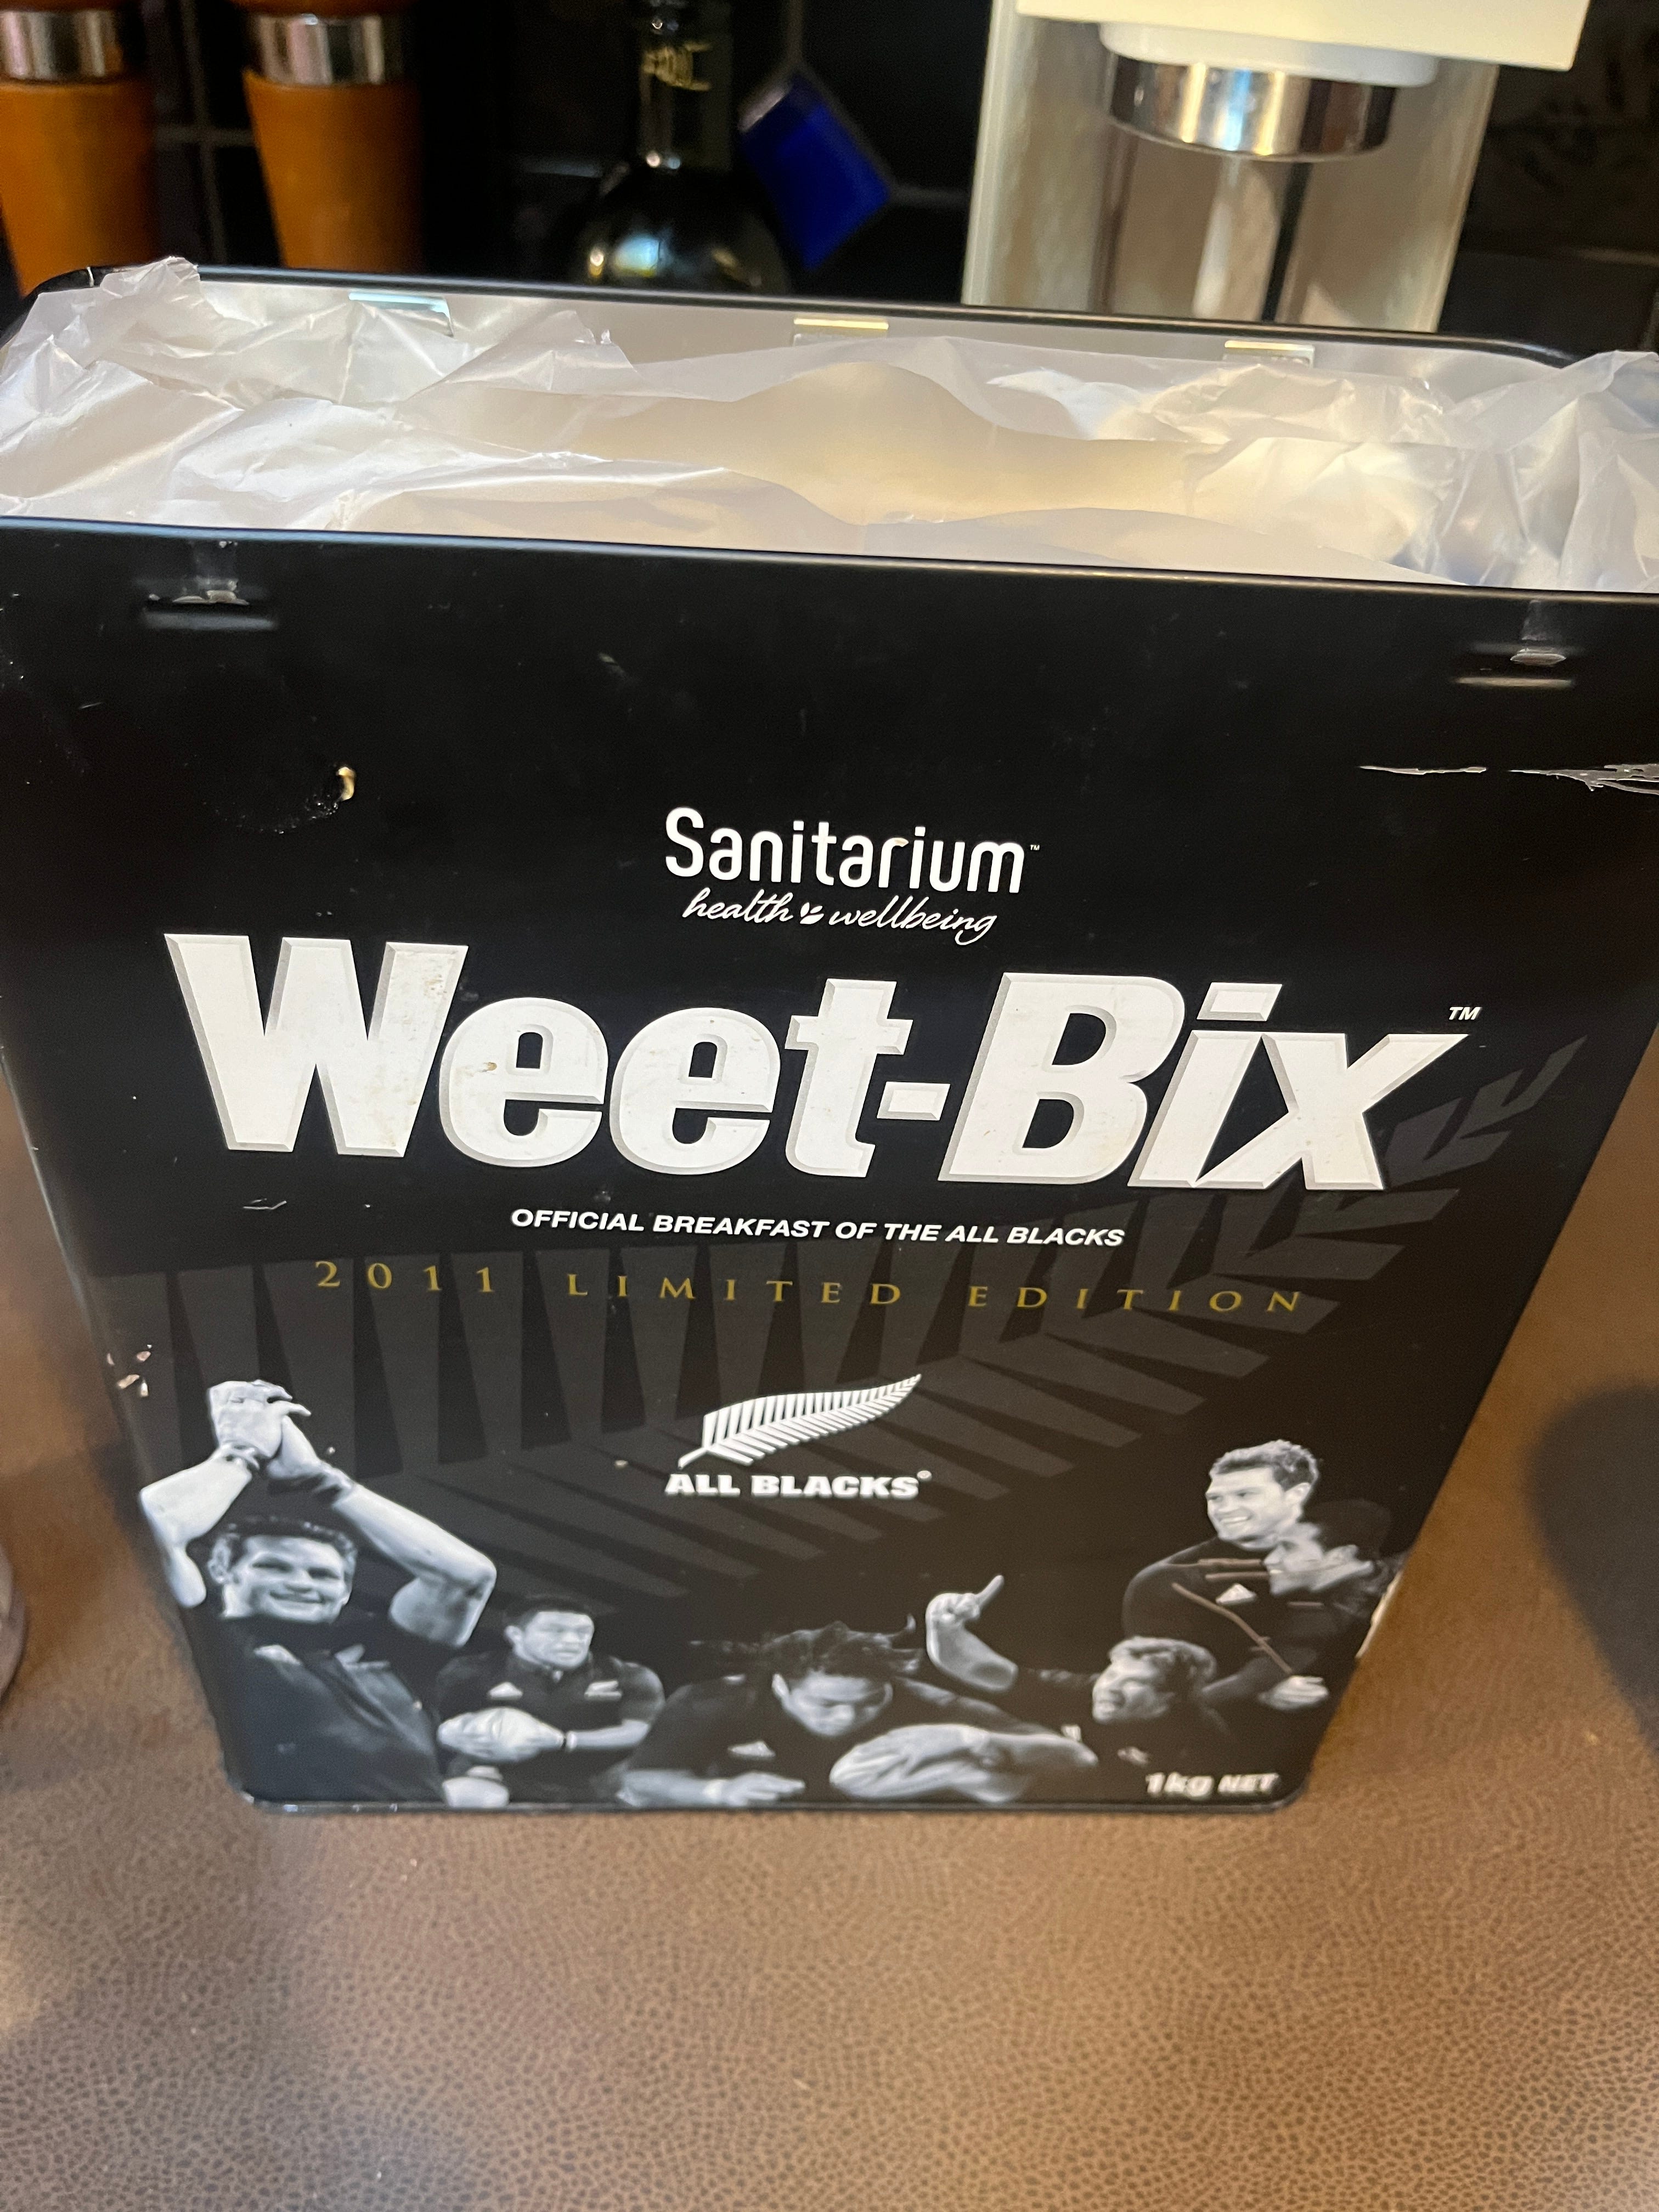 Sanitarium™
health & wellbeing
Weet-Bix™
OFFICIAL BREAKFAST OF THE ALL BLACKS
2011 LIMITED EDITION
ALL BLACKS®
1kg NET